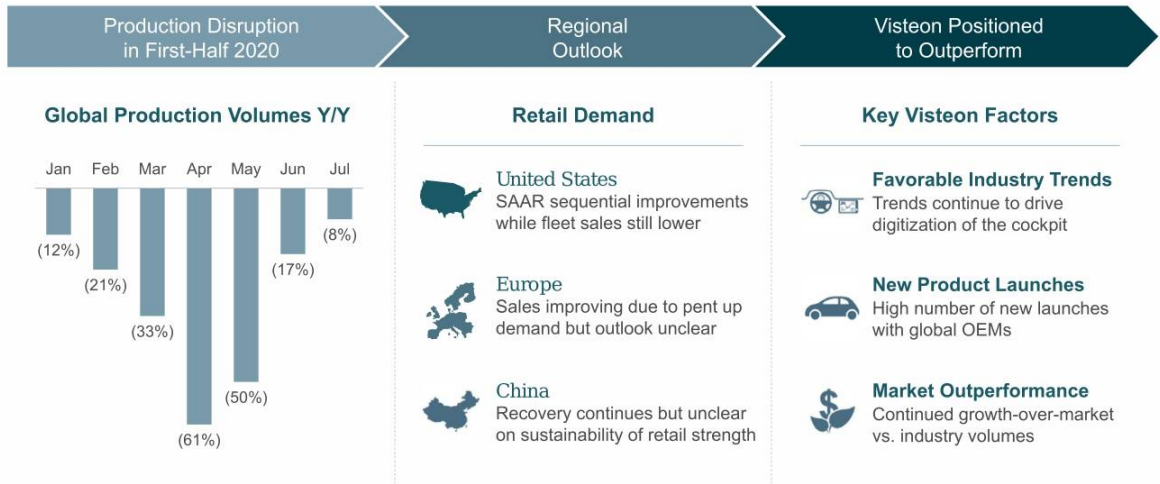 Production Disruption
in First-Half 2020
Regional
Outlook
Visteon Positioned
to Outperform
Global Production Volumes Y/Y
Jan Feb Mar Apr May Jun Jul
(12%)
(21%)
(33%)
(61%)
(50%)
(17%)
(8%)
Retail Demand
United States
SAAR sequential improvements
while fleet sales still lower
Europe
Sales improving due to pent up
demand but outlook unclear
China
Recovery continues but unclear
on sustainability of retail strength
Key Visteon Factors
Favorable Industry Trends
Trends continue to drive
digitization of the cockpit
New Product Launches
High number of new launches
with global OEMs
Market Outperformance
Continued growth-over-market
vs. industry volumes